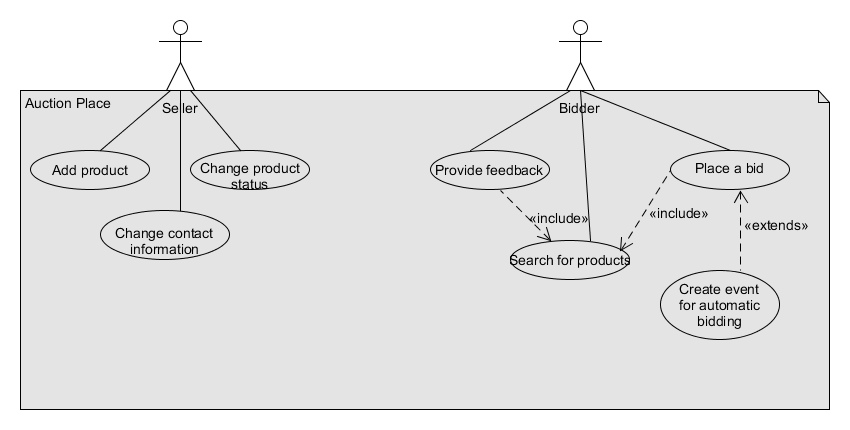 Auction Place
Seller
Bidder
Add product
Change product
status
Provide feedback
Place a bid
Change contact
information
«include»
«include»
«extends»
Search for products
Create event
for automatic
bidding